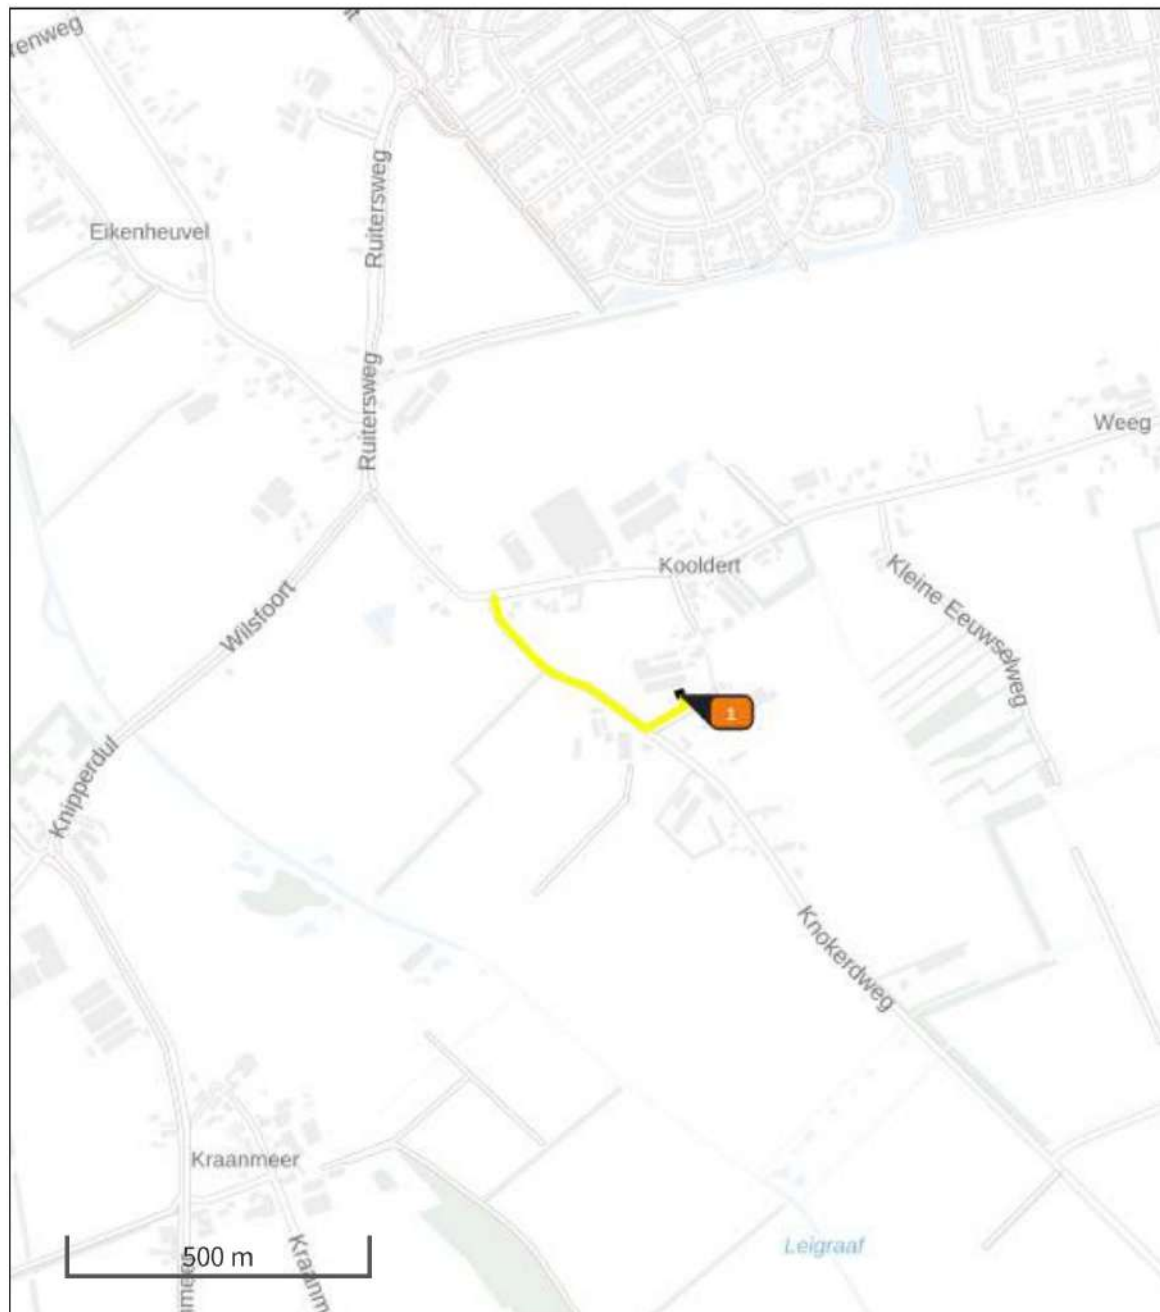 Eikenheuvel
Ruitersweg
Ruitersweg
Weeg
Kooldert
Kleine Eeuwselweg
Wilsfoort
1
Knipperdul
Knokerdweg
Kraanmeer
Leigraaf
500 m